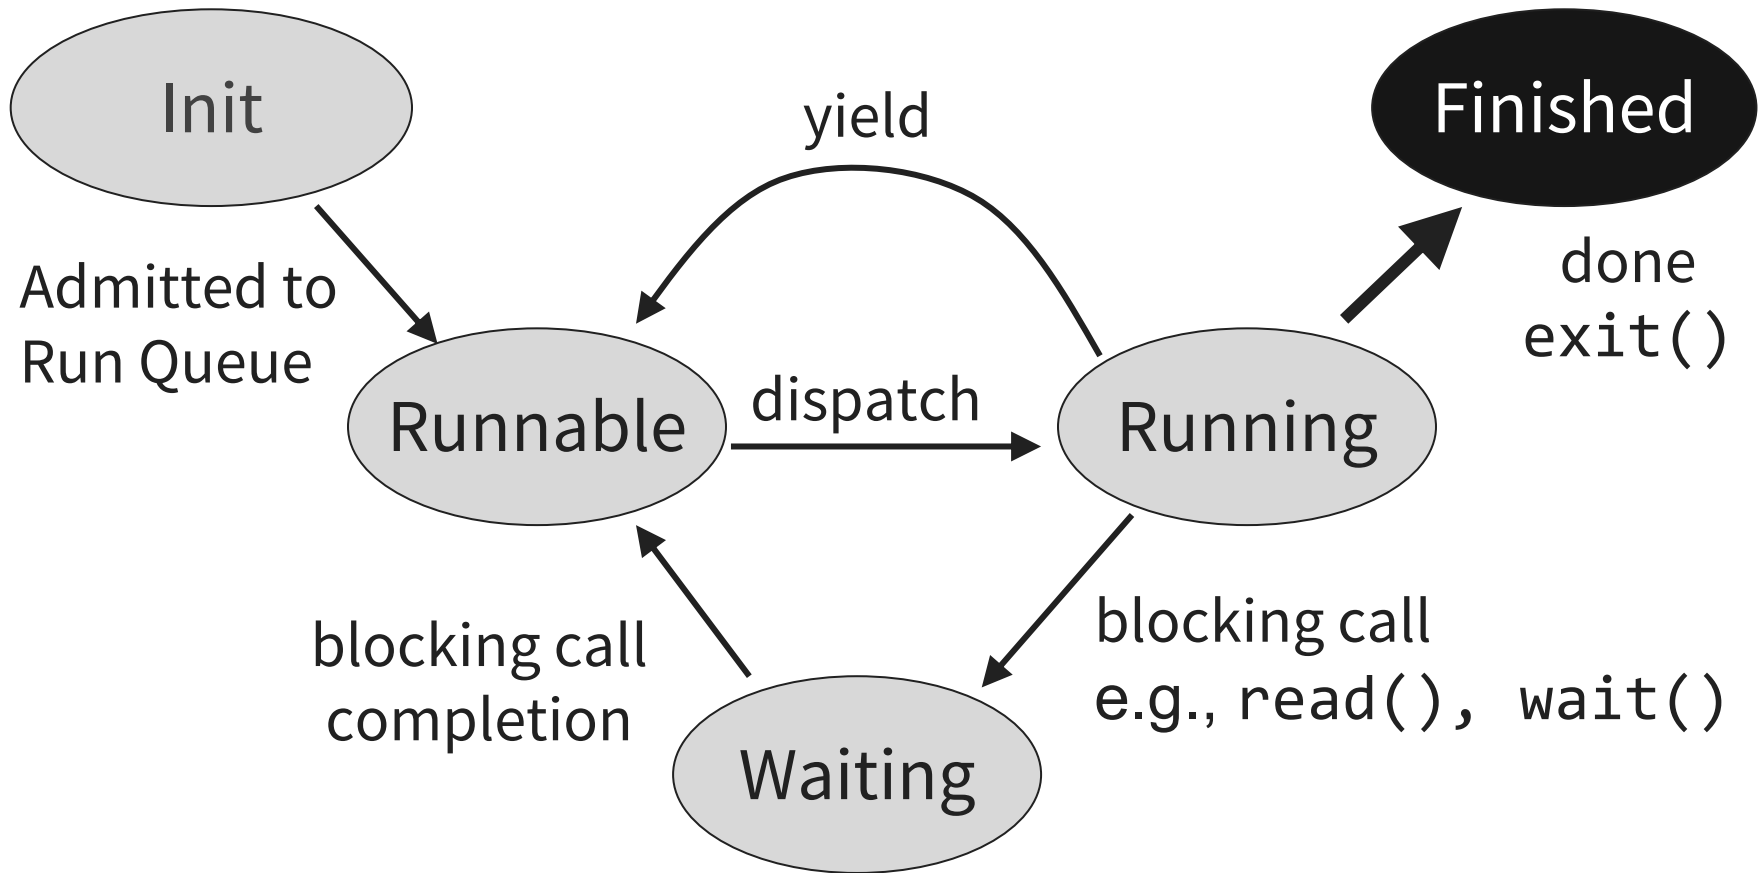 Init
Finished
yield
Admitted to
Run Queue
done
exit()
Runnable
dispatch
Running
blocking call
completion
blocking call
e.g., read(), wait()
Waiting